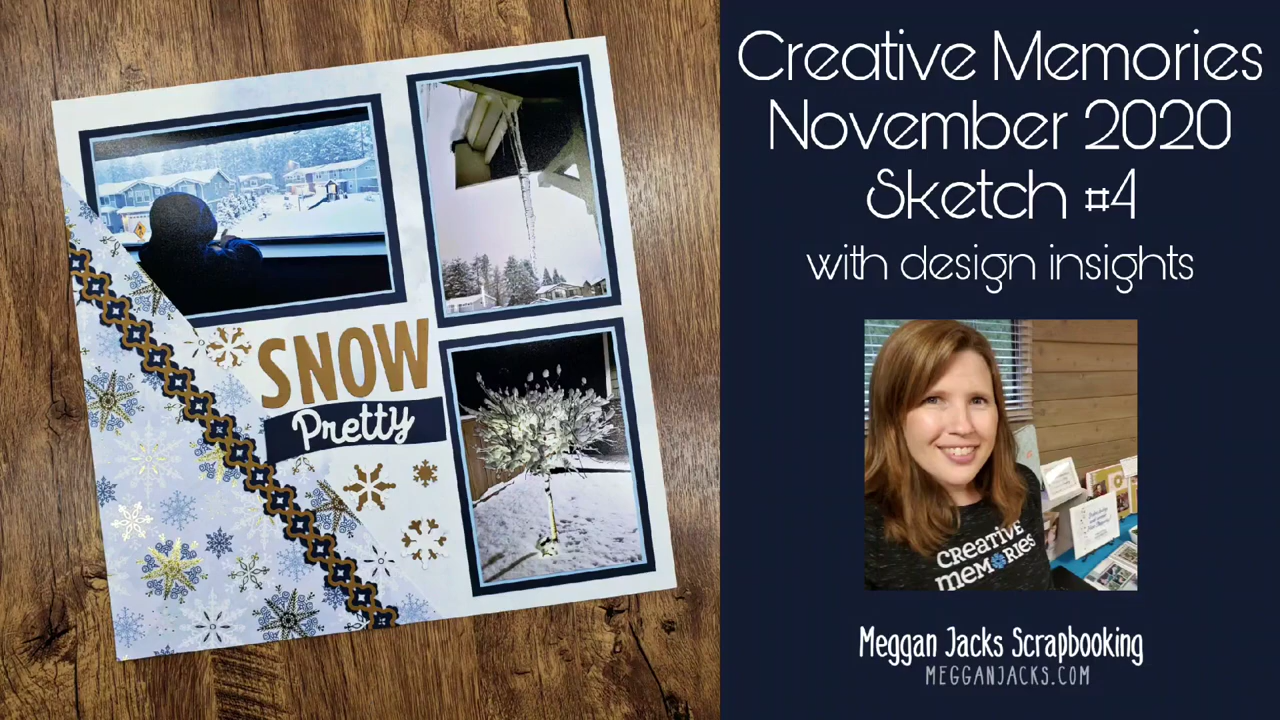 SNOW
Pretty
Creative Memories
November 2020
Sketch #4
with design insights
CREATIVE
MEMORIES
Meggan Jacks Scrapbooking
MEGGANJACKS.COM